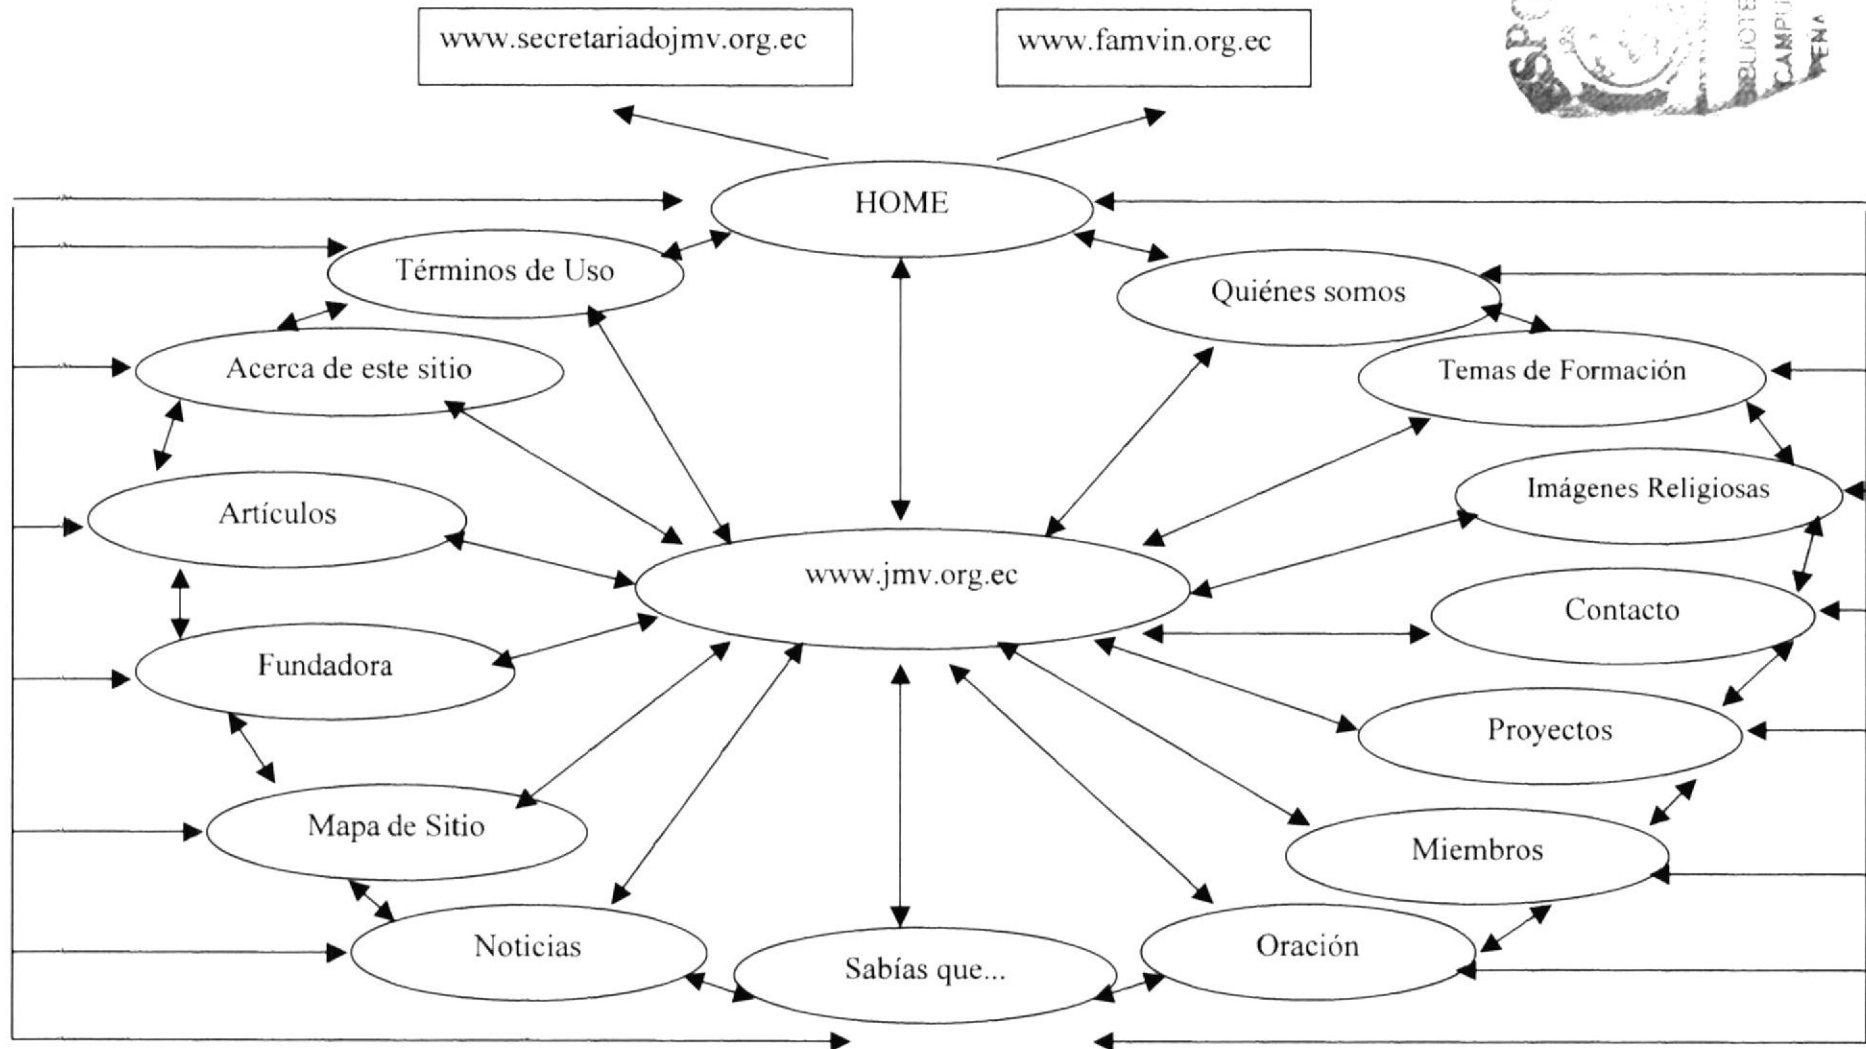 www.secretariadojmv.org.ec
www.famvin.org.ec
HOME
Términos de Uso
Quiénes somos
Acerca de este sitio
Temas de Formación
Imágenes Religiosas
Artículos
www.jmv.org.ec
Contacto
Fundadora
Proyectos
Mapa de Sitio
Miembros
Noticias
Sabías que...
Oración